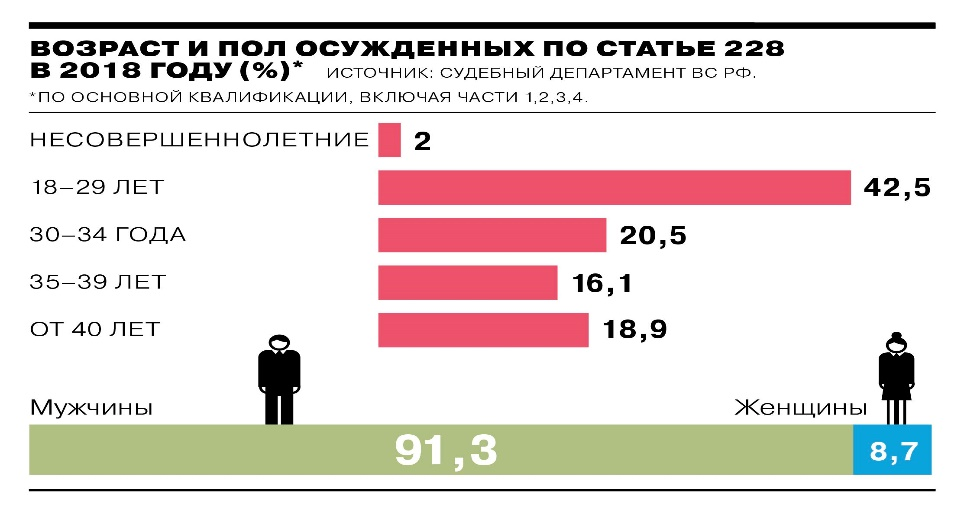 ВОЗРАСТ И ПОЛ ОСУЖДЕННЫХ ПО СТАТЬЕ 228
В 2018 ГОДУ (%)* ИСТОЧНИК: СУДЕБНЫЙ ДЕПАРТАМЕНТ ВС РФ.
*ПО ОСНОВНОЙ КВАЛИФИКАЦИИ, ВКЛЮЧАЯ ЧАСТИ 1,2,3,4.
НЕСОВЕРШЕННОЛЕТНИЕ 2
18–29 ЛЕТ 42,5
30–34 ГОДА 20,5
35–39 ЛЕТ 16,1
ОТ 40 ЛЕТ 18,9
Мужчины Женщины
91,3 8,7